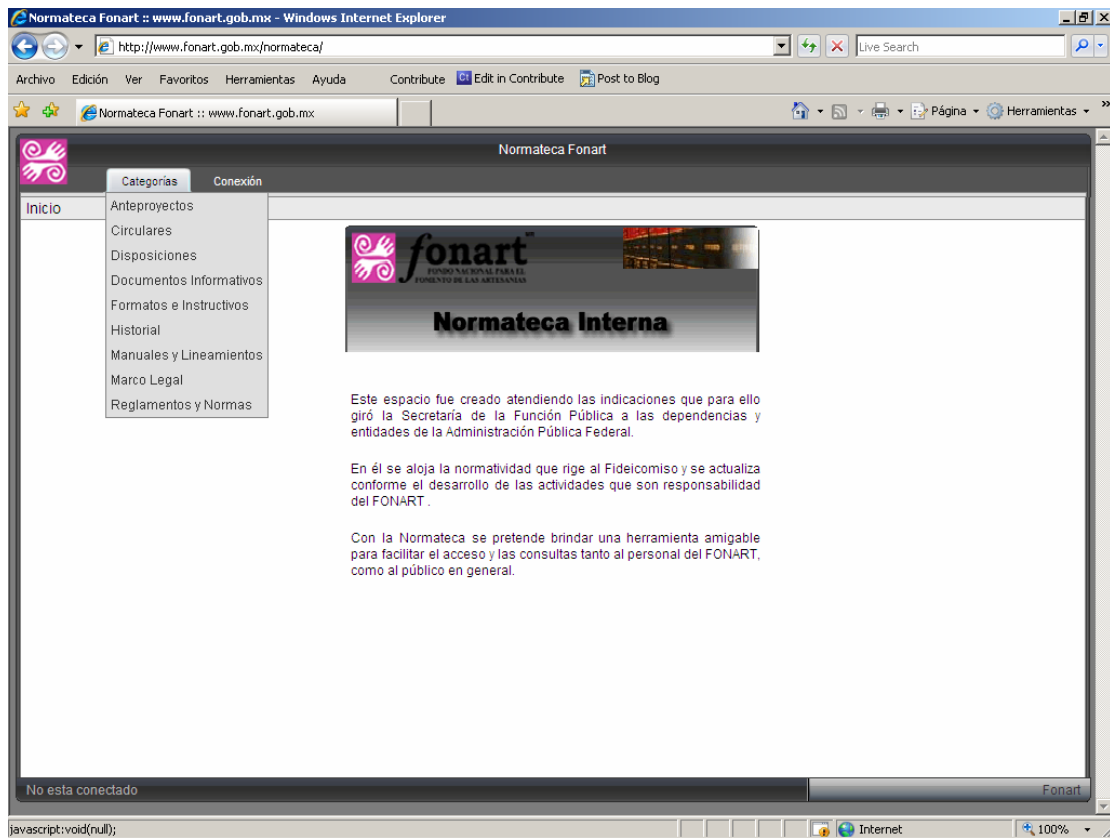 Normateca Fonart :: www.fonart.gob.mx - Windows Internet Explorer
http://www.fonart.gob.mx/normateca/
Live Search
Archivo Edición Ver Favoritos Herramientas Ayuda Contribute Edit in Contribute Post to Blog
Normateca Fonart :: www.fonart.gob.mx
Página Herramientas »
Normateca Fonart
Categorías Conexión
Inicio
Anteproyectos
Circulares
Disposiciones
Documentos Informativos
Formatos e Instructivos
Historial
Manuales y Lineamientos
Marco Legal
Reglamentos y Normas
fonart
FONDO NACIONAL PARA EL
FOMENTO DE LAS ARTESANIAS
Normateca Interna
Este espacio fue creado atendiendo las indicaciones que para ello
giró la Secretaría de la Función Pública a las dependencias y
entidades de la Administración Pública Federal.
En él se aloja la normatividad que rige al Fideicomiso y se actualiza
conforme el desarrollo de las actividades que son responsabilidad
del FONART .
Con la Normateca se pretende brindar una herramienta amigable
para facilitar el acceso y las consultas tanto al personal del FONART,
como al público en general.
No esta conectado
Fonart
javascript:void(null);
Internet
100%